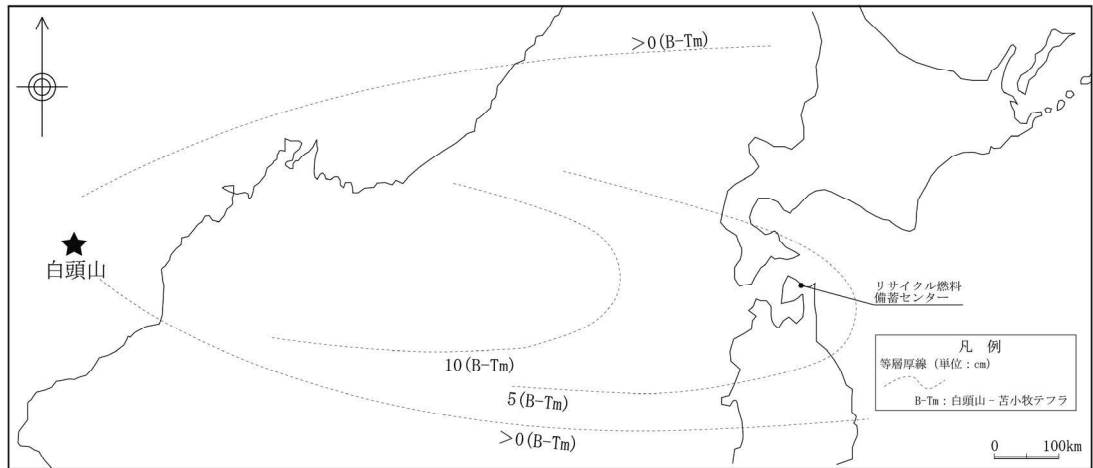 >0(B-Tm)
白頭山
リサイクル燃料
備蓄センター
10(B-Tm)
5(B-Tm)
>0(B-Tm)
凡 例
等層厚線 (単位:cm)
B-Tm:白頭山-苫小牧テフラ
0 100km